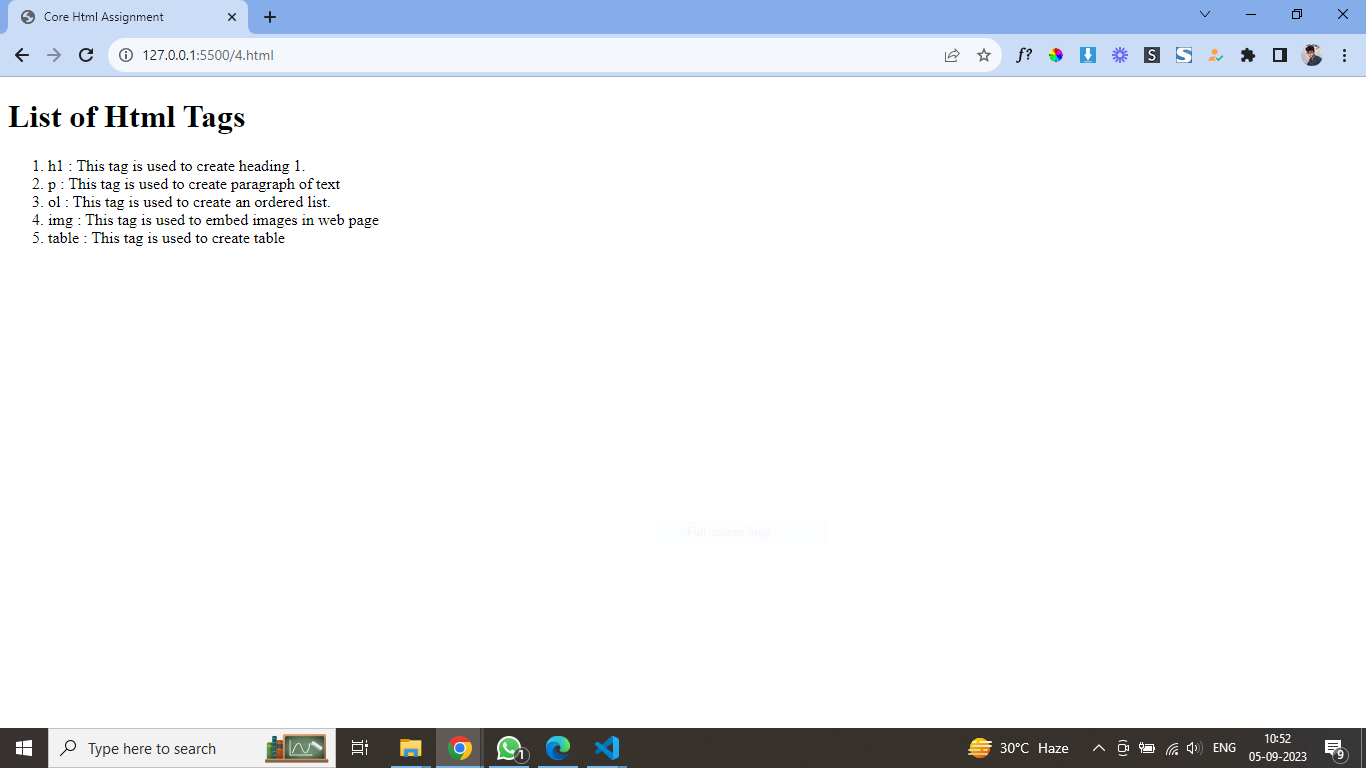 Core Html Assignment
127.0.0.1:5500/4.html
f?
S
S
List of Html Tags
1. h1 : This tag is used to create heading 1.
2. p : This tag is used to create paragraph of text
3. ol : This tag is used to create an ordered list.
4. img : This tag is used to embed images in web page
5. table : This tag is used to create table
Full-screen Snip
Type here to search
1
30°C Haze
ENG
10:52
05-09-2023
9